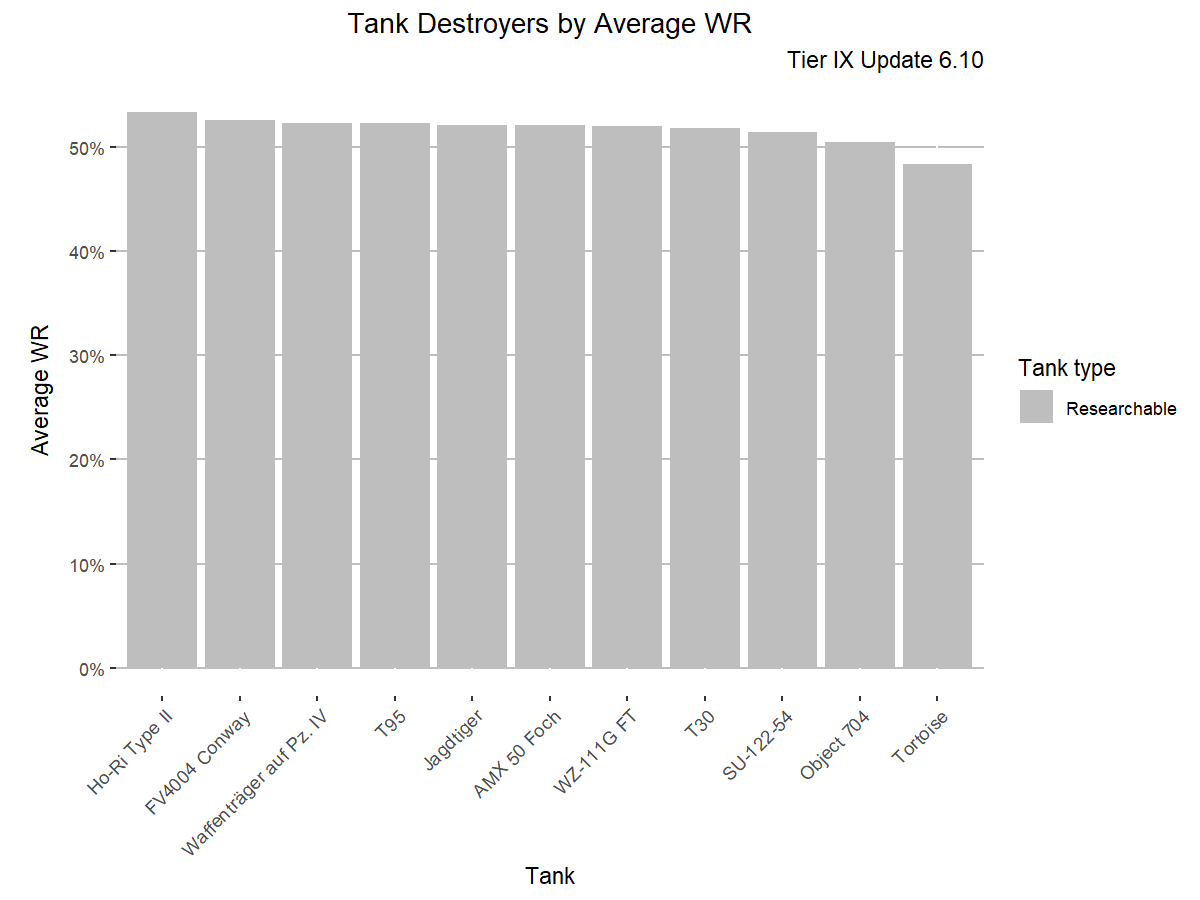 Tank Destroyers by Average WR
Tier IX Update 6.10
Average WR
50%
40%
30%
20%
10%
0%
Ho-Ri Type II
FV4004 Conway
Waffenträger auf Pz. IV
T95
Jagdtiger
AMX 50 Foch
WZ-111G FT
T30
SU-122-54
Object 704
Tortoise
Tank
Tank type
Researchable